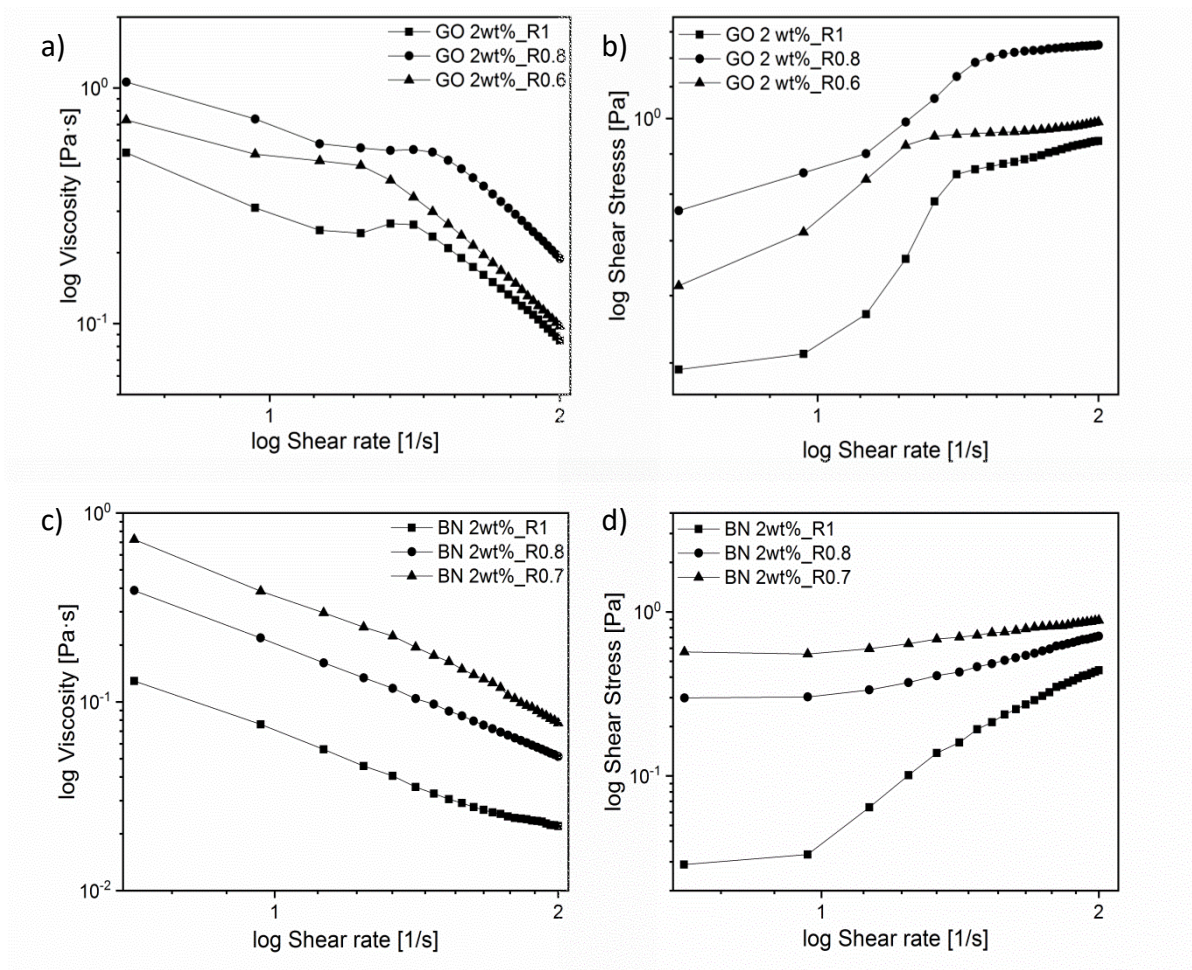 a)
GO 2wt%_R1
GO 2wt%_R0.8
GO 2wt%_R0.6
10⁰
10⁻¹
log Viscosity [Pa·s]
1
2
log Shear rate [1/s]
b)
GO 2 wt%_R1
GO 2 wt%_R0.8
GO 2 wt%_R0.6
10⁰
log Shear Stresss [Pa]
1
2
log Shear rate [1/s]
c)
BN 2wt%_R1
BN 2wt%_R0.8
BN 2wt%_R0.7
10⁰
10⁻¹
10⁻²
log Viscosity [Pa·s]
1
2
log Shear rate [1/s]
d)
BN 2wt%_R1
BN 2wt%_R0.8
BN 2wt%_R0.7
10⁰
10⁻¹
log Shear Stress [Pa]
1
2
log Shear rate [1/s]